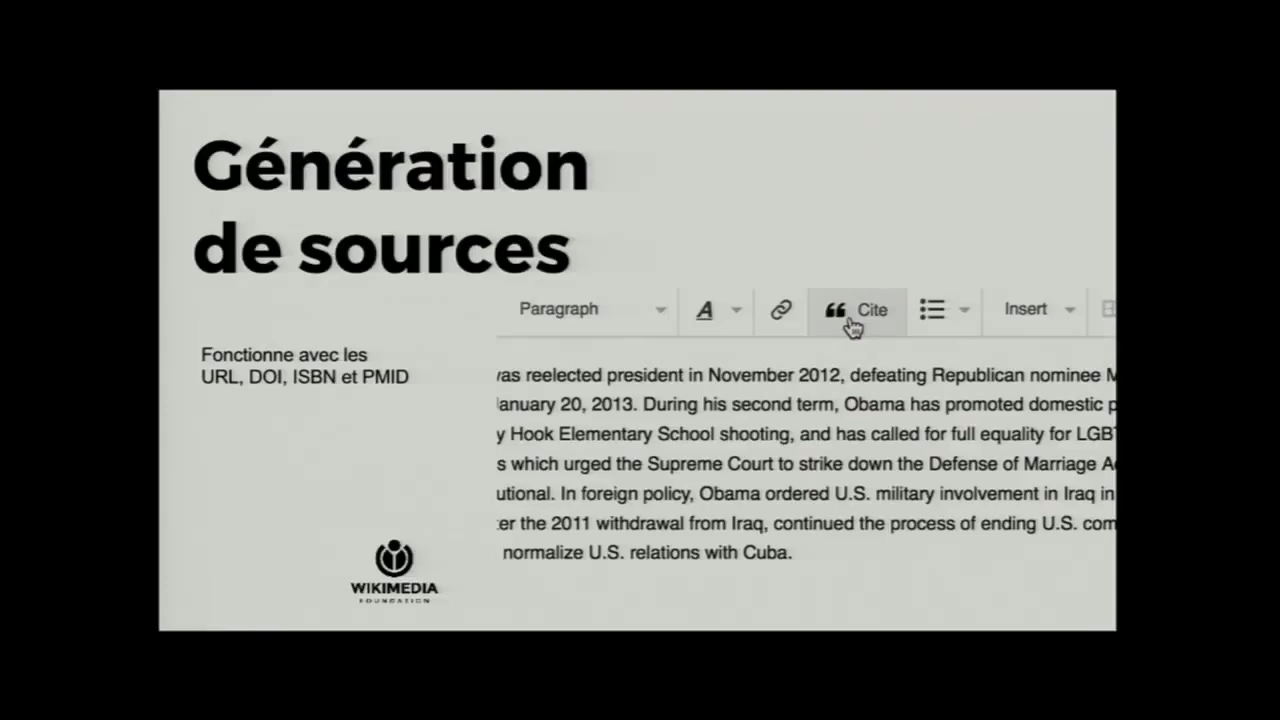 Génération
de sources
Paragraph
A
Cite
Insert
Fonctionne avec les
URL, DOI, ISBN et PMID
reelected president in November 2012, defeating Republican nominee
January 20, 2013. During his second term, Obama has promoted domestic
y Hook Elementary School shooting, and has called for full equality for LGBT
s which urged the Supreme Court to strike down the Defense of Marriage
utional. In foreign policy, Obama ordered U.S. military involvement in Iraq in
er the 2011 withdrawal from Iraq, continued the process of ending U.S. com
normalize U.S. relations with Cuba.
WIKIMEDIA
FOUNDATION